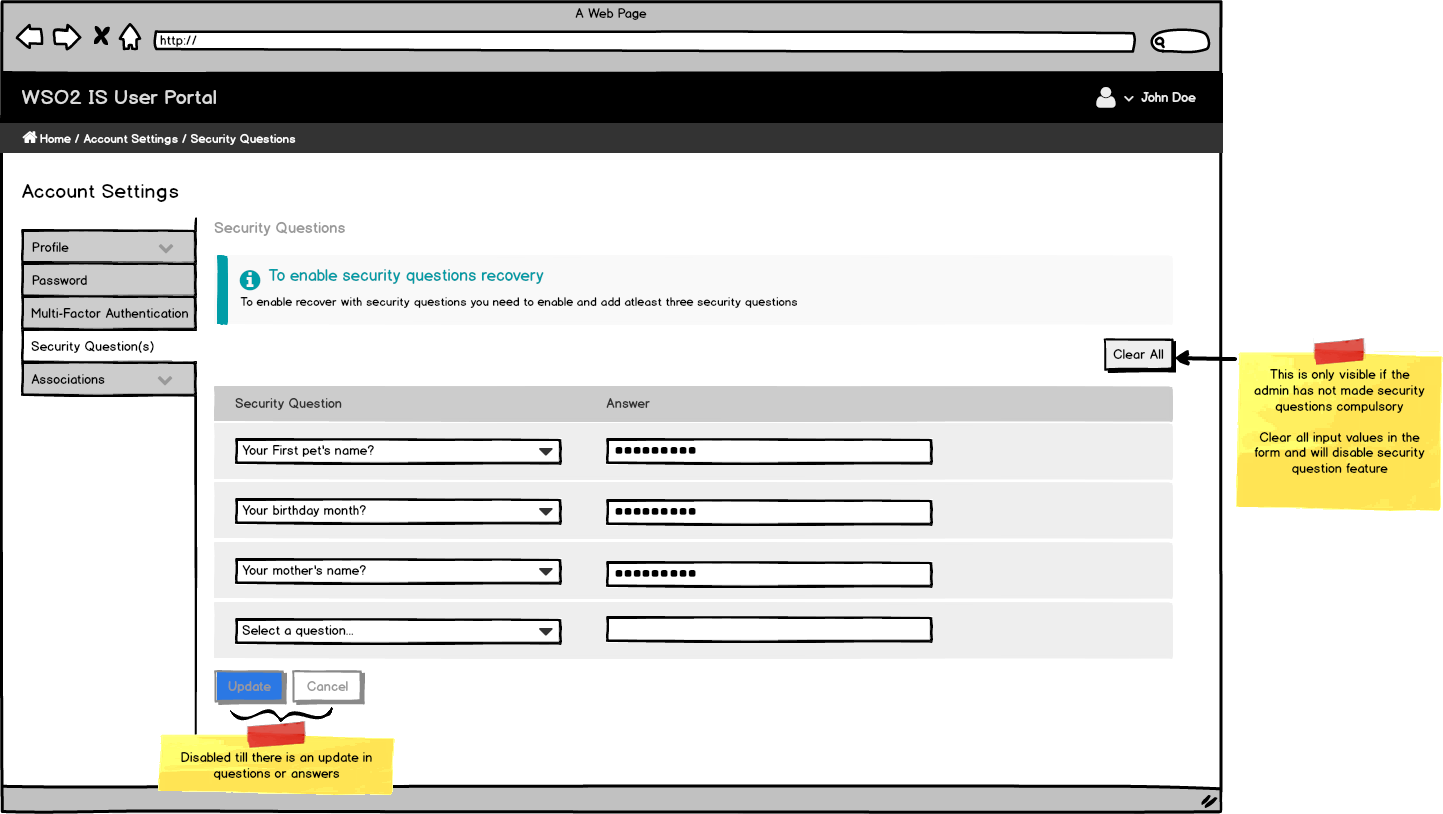 A Web Page
http://
WSO2 IS User Portal
John Doe
Home / Account Settings / Security Questions
Account Settings
Profile
Password
Multi-Factor Authentication
Security Question(s)
Associations
Security Questions
To enable security questions recovery
To enable recover with security questions you need to enable and add atleast three security questions
Clear All
This is only visible if the
admin has not made security
questions compulsory
Clear all input values in the
form and will disable security
question feature
Security Question Answer
Your First pet's name? •••••••••
Your birthday month? •••••••••
Your mother's name? •••••••••
Select a question...
Update Cancel
Disabled till there is an update in
questions or answers